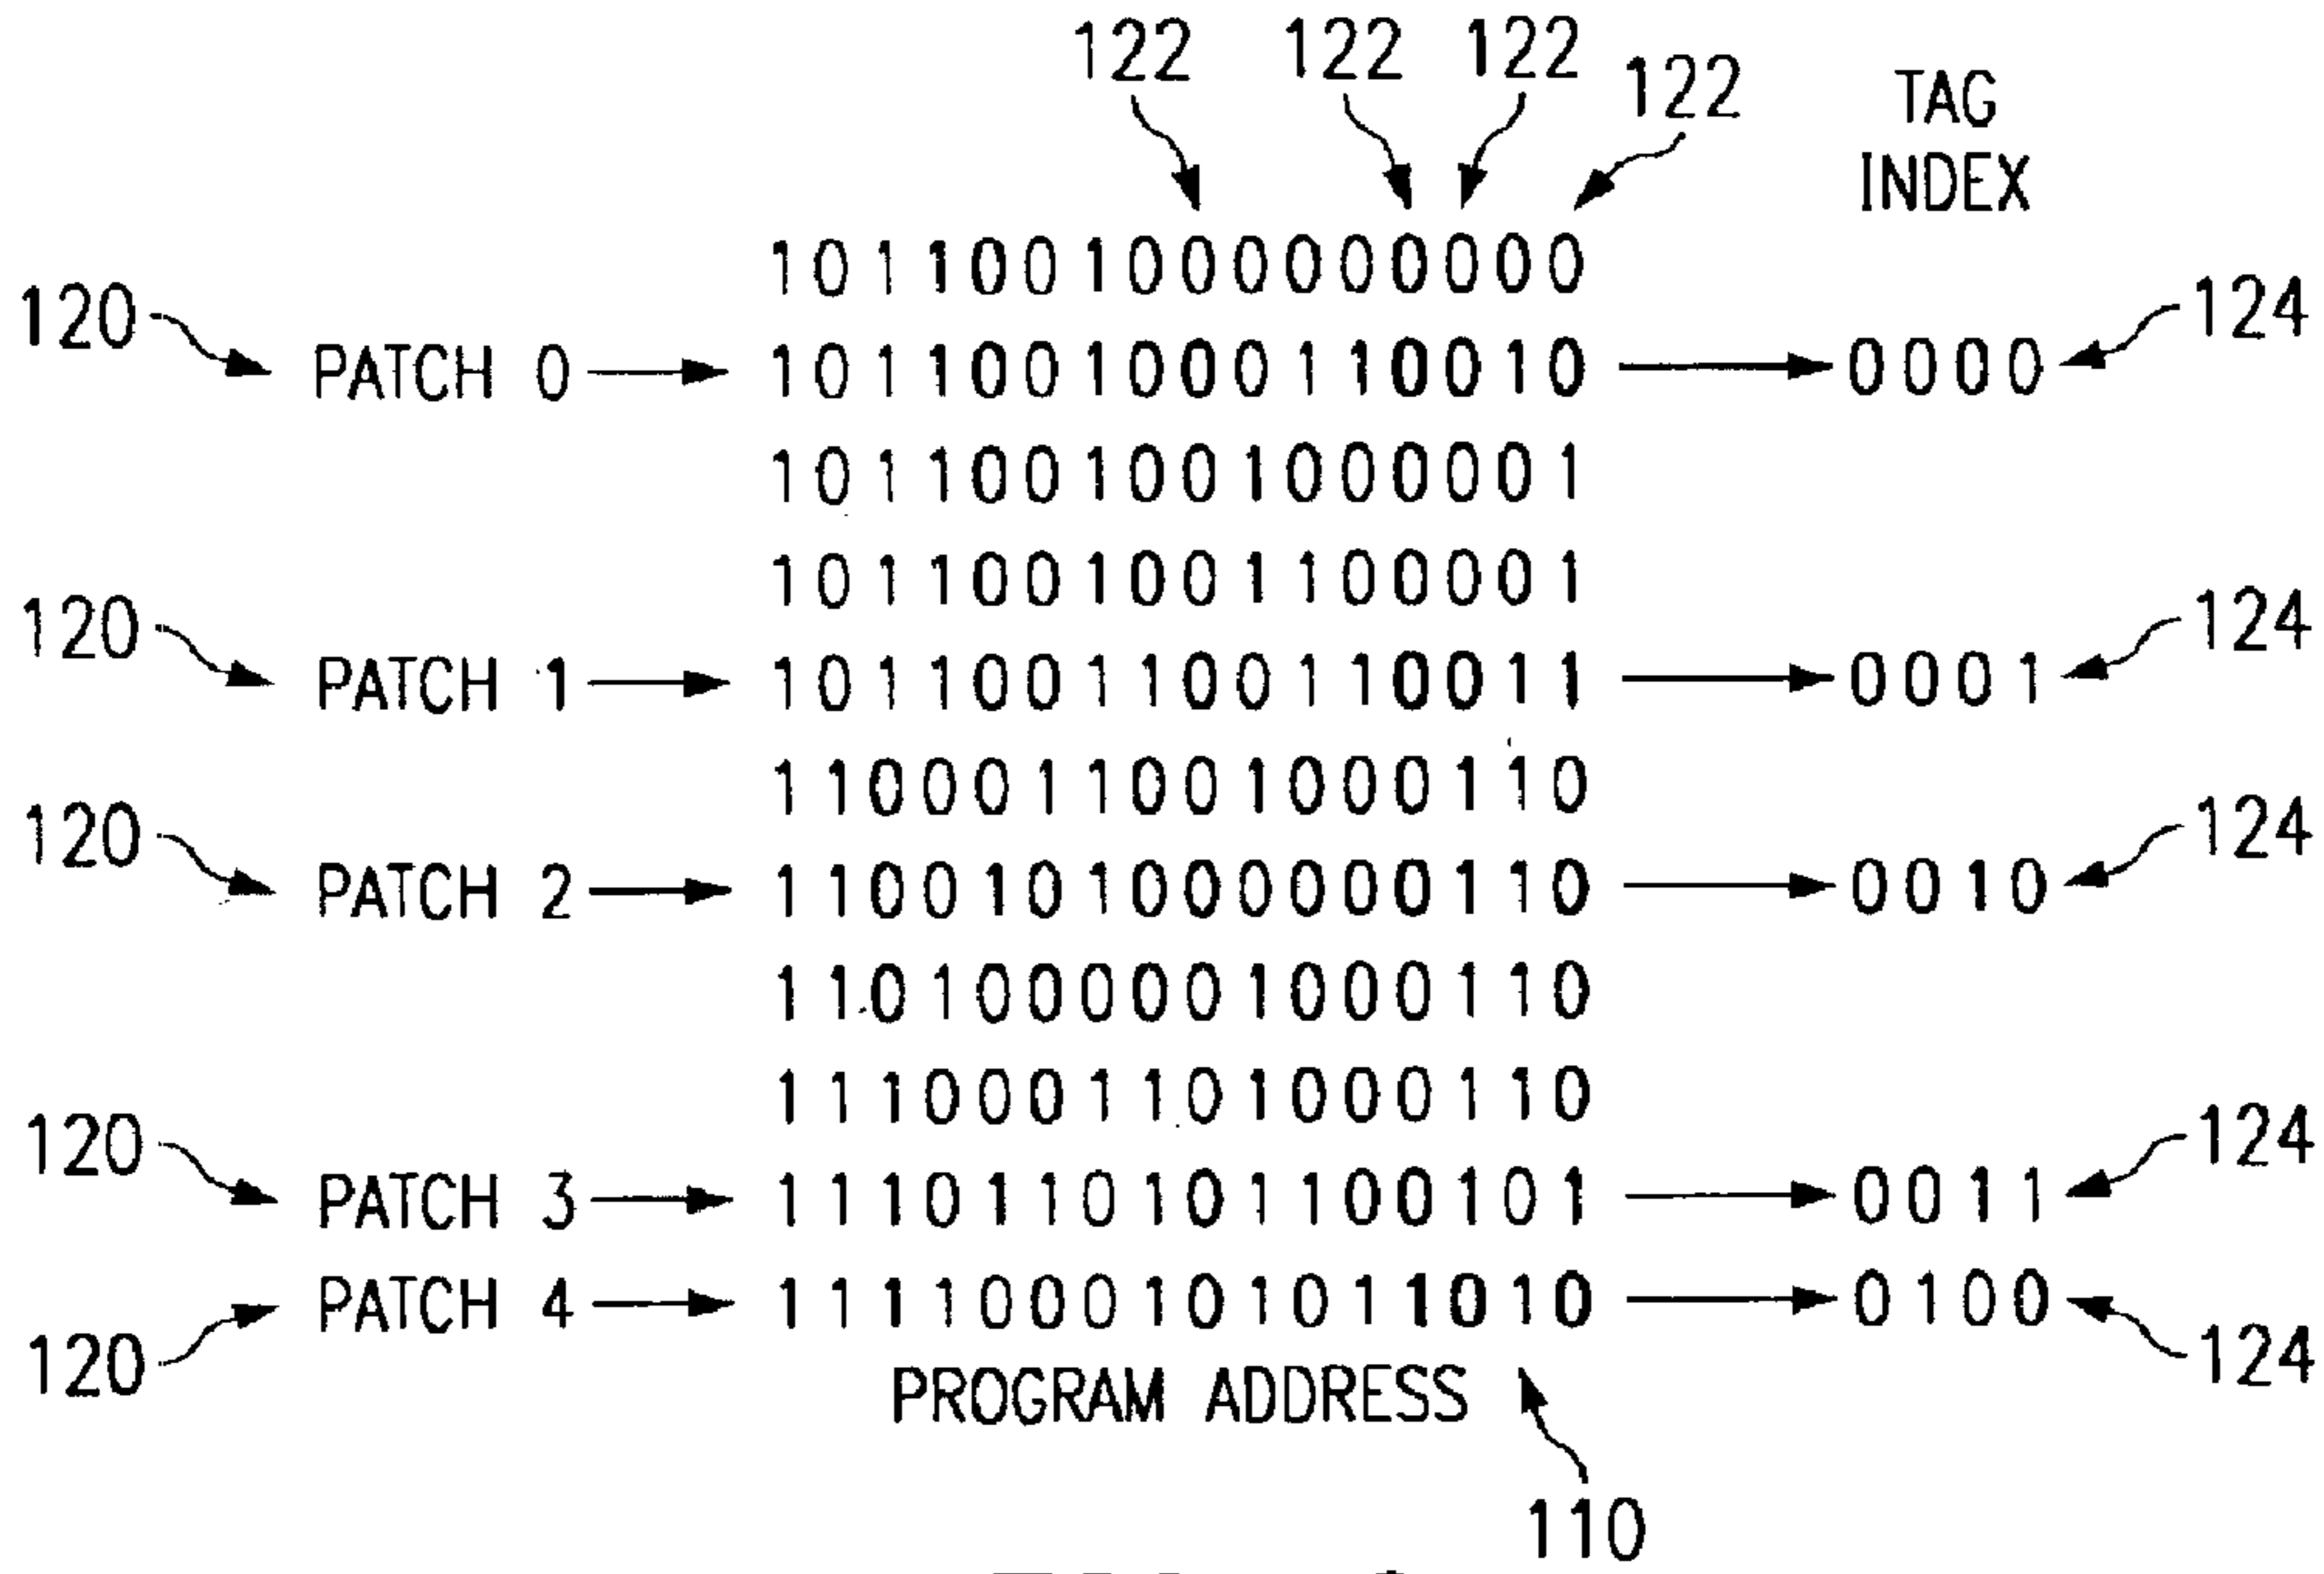 122 122 122 122 TAG
INDEX
1011001000000000
120 PATCH 0 1011001000110010 0000 124
1011001001000001
1011001001100001
120 PATCH 1 1011001100110011 0001 124
1100011001000110
120 PATCH 2 1100101000000110 0010 124
1101000001000110
1110001101000110
120 PATCH 3 1110110101100101 0011 124
120 PATCH 4 1111000101011010 0100 124
PROGRAM ADDRESS
110